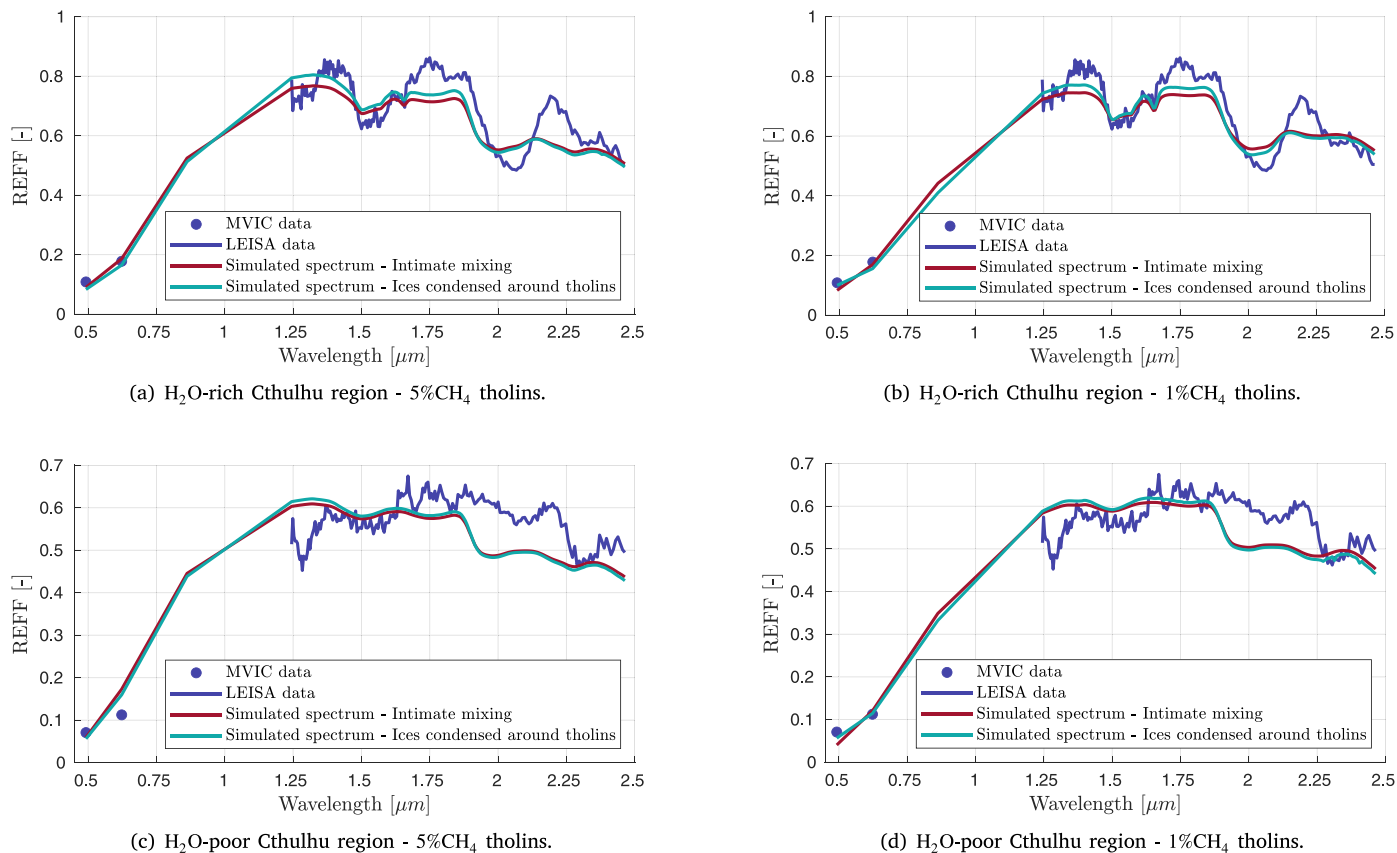 1
0.8
0.6
0.4
0.2
0
REFF [-]
MVIC data
LEISA data
Simulated spectrum - Intimate mixing
Simulated spectrum - Ices condensed around tholins
0.5 0.75 1 1.25 1.5 1.75 2 2.25 2.5
Wavelength [μm]
(a) H₂O-rich Cthulhu region - 5%CH₄ tholins.
1
0.8
0.6
0.4
0.2
0
REFF [-]
MVIC data
LEISA data
Simulated spectrum - Intimate mixing
Simulated spectrum - Ices condensed around tholins
0.5 0.75 1 1.25 1.5 1.75 2 2.25 2.5
Wavelength [μm]
(b) H₂O-rich Cthulhu region - 1%CH₄ tholins.
0.7
0.6
0.5
0.4
0.3
0.2
0.1
0
REFF [-]
MVIC data
LEISA data
Simulated spectrum - Intimate mixing
Simulated spectrum - Ices condensed around tholins
0.5 0.75 1 1.25 1.5 1.75 2 2.25 2.5
Wavelength [μm]
(c) H₂O-poor Cthulhu region - 5%CH₄ tholins.
0.7
0.6
0.5
0.4
0.3
0.2
0.1
0
REFF [-]
MVIC data
LEISA data
Simulated spectrum - Intimate mixing
Simulated spectrum - Ices condensed around tholins
0.5 0.75 1 1.25 1.5 1.75 2 2.25 2.5
Wavelength [μm]
(d) H₂O-poor Cthulhu region - 1%CH₄ tholins.